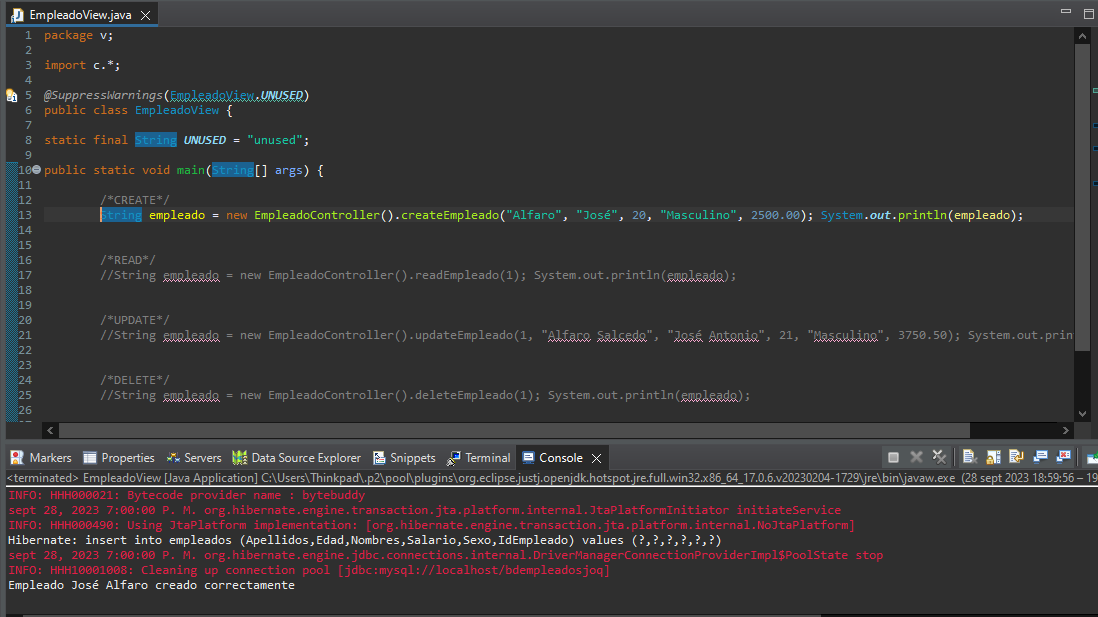 EmpleadoView.java
1 package v;
2
3 import c.*;
4
5 @SuppressWarnings(EmpleadoView.UNUSED)
6 public class EmpleadoView {
7
8 static final String UNUSED = "unused";
9
10 public static void main(String[] args) {
11
12 /*CREATE*/
13 String empleado = new EmpleadoController().createEmpleado("Alfaro", "José", 20, "Masculino", 2500.00); System.out.println(empleado);
14
15
16 /*READ*/
17 //String empleado = new EmpleadoController().readEmpleado(1); System.out.println(empleado);
18
19
20 /*UPDATE*/
21 //String empleado = new EmpleadoController().updateEmpleado(1, "Alfaro Salcedo", "José Antonio", 21, "Masculino", 3750.50); System.out.prin
22
23
24 /*DELETE*/
25 //String empleado = new EmpleadoController().deleteEmpleado(1); System.out.println(empleado);
26
Markers Properties Servers Data Source Explorer Snippets Terminal Console
<terminated> EmpleadoView [Java Application] C:\Users\Thinkpad\.p2\pool\plugins\org.eclipse.justj.openjdk.hotspot.jre.full.win32.x86_64_17.0.6.v20230204-1729\jre\bin\javaw.exe (28 sept 2023 18:59:56 – 19
INFO: HHH000021: Bytecode provider name : bytebuddy
sept 28, 2023 7:00:00 P. M. org.hibernate.engine.transaction.jta.platform.internal.JtaPlatformInitiator initiateService
INFO: HHH000490: Using JtaPlatform implementation: [org.hibernate.engine.transaction.jta.platform.internal.NoJtaPlatform]
Hibernate: insert into empleados (Apellidos,Edad,Nombres,Salario,Sexo,IdEmpleado) values (?,?,?,?,?,?)
sept 28, 2023 7:00:00 P. M. org.hibernate.engine.jdbc.connections.internal.DriverManagerConnectionProviderImpl$PoolState stop
INFO: HHH10001008: Cleaning up connection pool [jdbc:mysql://localhost/bdempleadosjoq]
Empleado José Alfaro creado correctamente